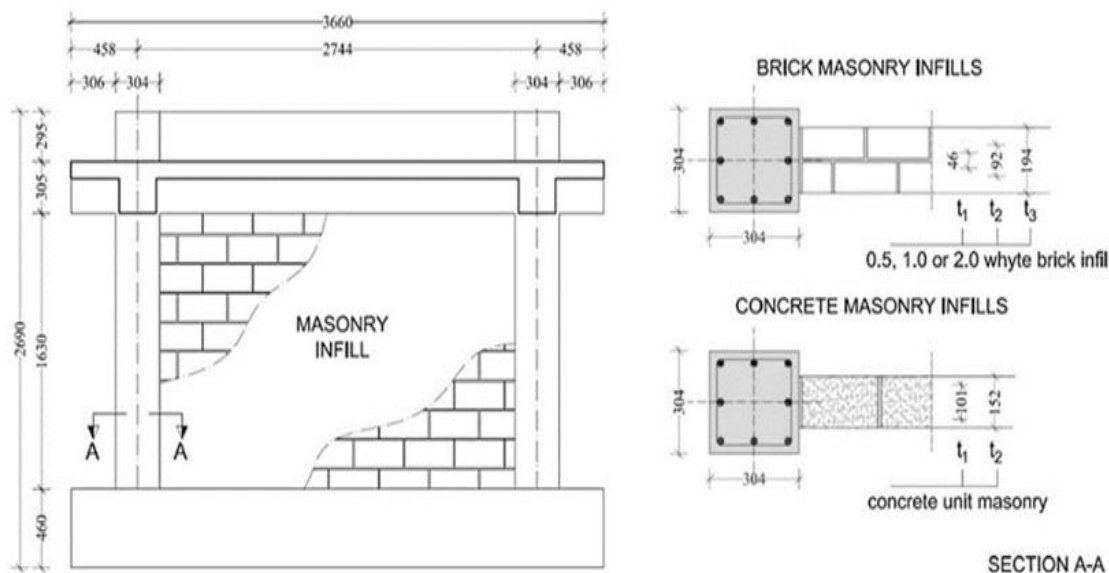 3660
458 2744 458
306 304 304 306
295
305
2690
1630
460
MASONRY
INFILL
A A
BRICK MASONRY INFILLS
304
46
92
194
304
t1 t2 t3
0.5, 1.0 or 2.0 whyte brick infil
CONCRETE MASONRY INFILLS
304
101
152
304
t1 t2
concrete unit masonry
SECTION A-A